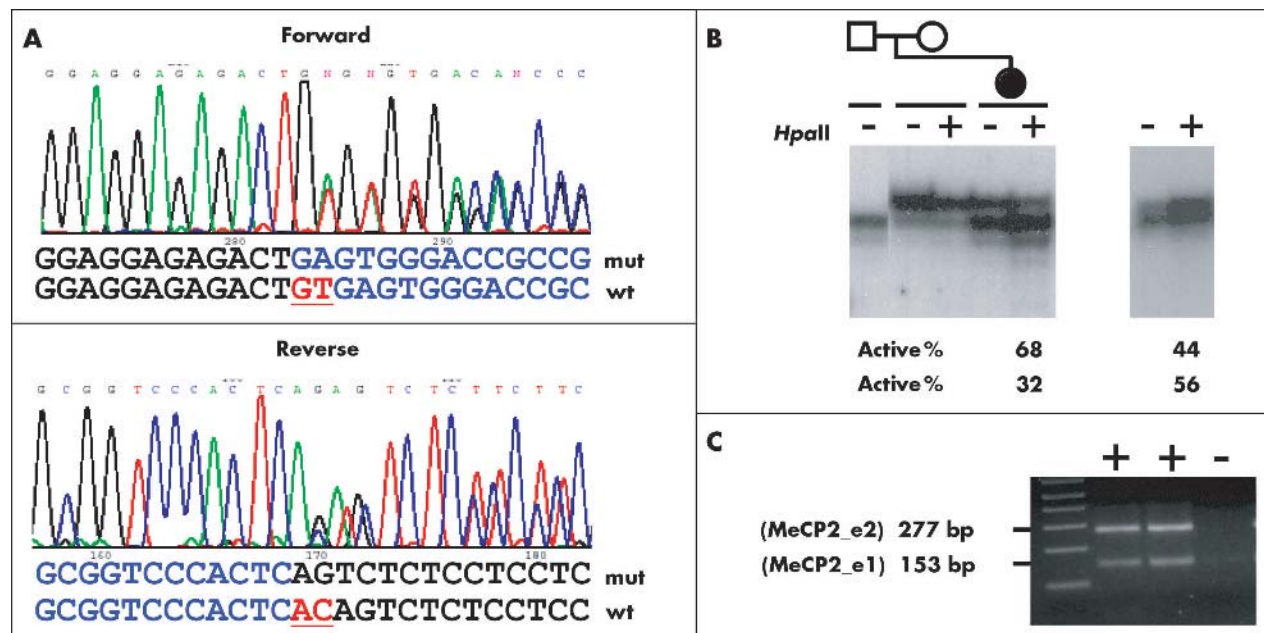 A
Forward
G G A G G A G A G A C T G N G N G T G A C A N C C C
280 290
GGAGGAGAGACTGAGTGGGACCGCCG mut
GGAGGAGAGACTGTGAGTGGGACCGC wt
Reverse
G C G G T C C C A C T C A G A G T C T C T T C T T C
160 170 180
GCGGTCCCACTCAGTCTCTCCTCCTC mut
GCGGTCCCACTCACAGTCTCTCCTCC wt
B
HpaII - - + - + - +
Active% 68 44
Active% 32 56
C
+ + -
(MeCP2_e2) 277 bp
(MeCP2_e1) 153 bp